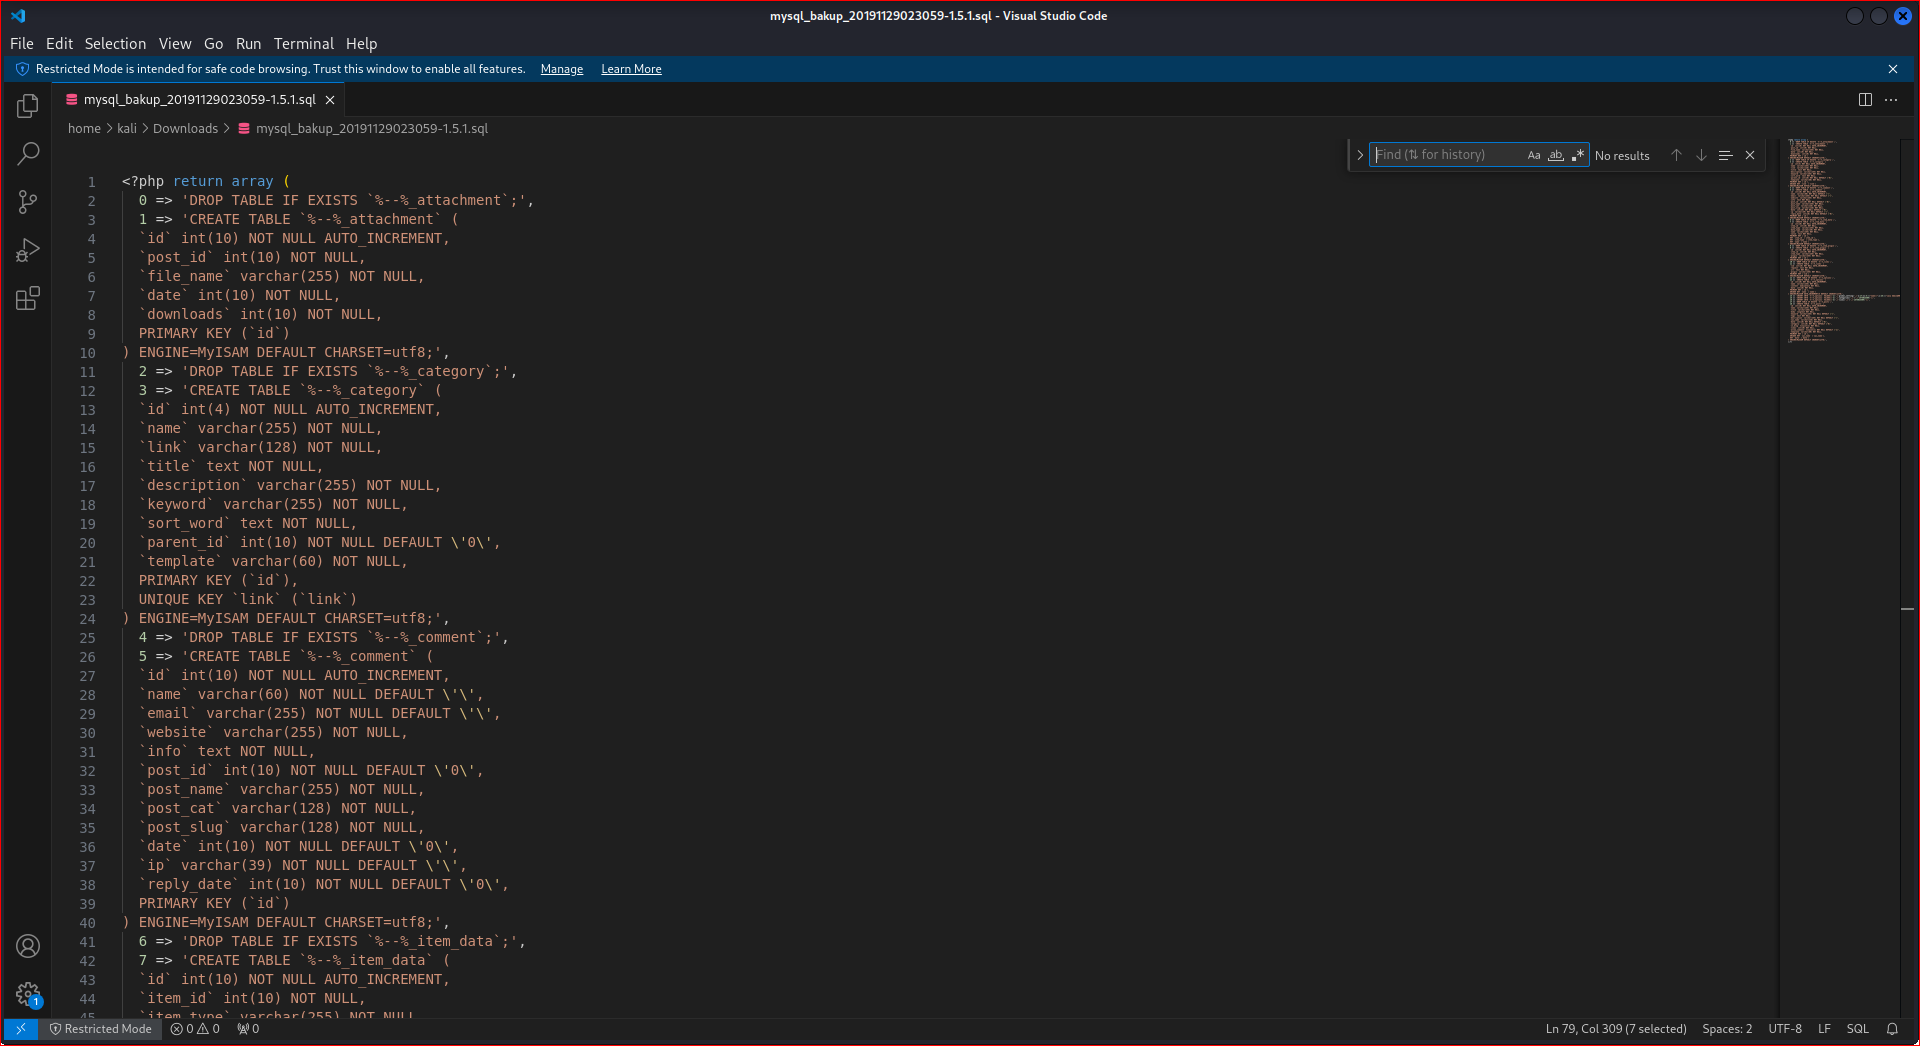 mysql_bakup_20191129023059-1.5.1.sql - Visual Studio Code
File Edit Selection View Go Run Terminal Help
Restricted Mode is intended for safe code browsing. Trust this window to enable all features. Manage Learn More
mysql_bakup_20191129023059-1.5.1.sql
home > kali > Downloads > mysql_bakup_20191129023059-1.5.1.sql
Find (⇅ for history) Aa ab .* No results
1 <?php return array (
2 0 => 'DROP TABLE IF EXISTS `%--%_attachment`;',
3 1 => 'CREATE TABLE `%--%_attachment` (
4 `id` int(10) NOT NULL AUTO_INCREMENT,
5 `post_id` int(10) NOT NULL,
6 `file_name` varchar(255) NOT NULL,
7 `date` int(10) NOT NULL,
8 `downloads` int(10) NOT NULL,
9 PRIMARY KEY (`id`)
10 ) ENGINE=MyISAM DEFAULT CHARSET=utf8;',
11 2 => 'DROP TABLE IF EXISTS `%--%_category`;',
12 3 => 'CREATE TABLE `%--%_category` (
13 `id` int(4) NOT NULL AUTO_INCREMENT,
14 `name` varchar(255) NOT NULL,
15 `link` varchar(128) NOT NULL,
16 `title` text NOT NULL,
17 `description` varchar(255) NOT NULL,
18 `keyword` varchar(255) NOT NULL,
19 `sort_word` text NOT NULL,
20 `parent_id` int(10) NOT NULL DEFAULT \'0\',
21 `template` varchar(60) NOT NULL,
22 PRIMARY KEY (`id`),
23 UNIQUE KEY `link` (`link`)
24 ) ENGINE=MyISAM DEFAULT CHARSET=utf8;',
25 4 => 'DROP TABLE IF EXISTS `%--%_comment`;',
26 5 => 'CREATE TABLE `%--%_comment` (
27 `id` int(10) NOT NULL AUTO_INCREMENT,
28 `name` varchar(60) NOT NULL DEFAULT \'\',
29 `email` varchar(255) NOT NULL DEFAULT \'\',
30 `website` varchar(255) NOT NULL,
31 `info` text NOT NULL,
32 `post_id` int(10) NOT NULL DEFAULT \'0\',
33 `post_name` varchar(255) NOT NULL,
34 `post_cat` varchar(128) NOT NULL,
35 `post_slug` varchar(128) NOT NULL,
36 `date` int(10) NOT NULL DEFAULT \'0\',
37 `ip` varchar(39) NOT NULL DEFAULT \'\',
38 `reply_date` int(10) NOT NULL DEFAULT \'0\',
39 PRIMARY KEY (`id`)
40 ) ENGINE=MyISAM DEFAULT CHARSET=utf8;',
41 6 => 'DROP TABLE IF EXISTS `%--%_item_data`;',
42 7 => 'CREATE TABLE `%--%_item_data` (
43 `id` int(10) NOT NULL AUTO_INCREMENT,
44 `item_id` int(10) NOT NULL,
45 `item_type` varchar(255) NOT NULL
1
Restricted Mode 0 0 0 Ln 79, Col 309 (7 selected) Spaces: 2 UTF-8 LF SQL